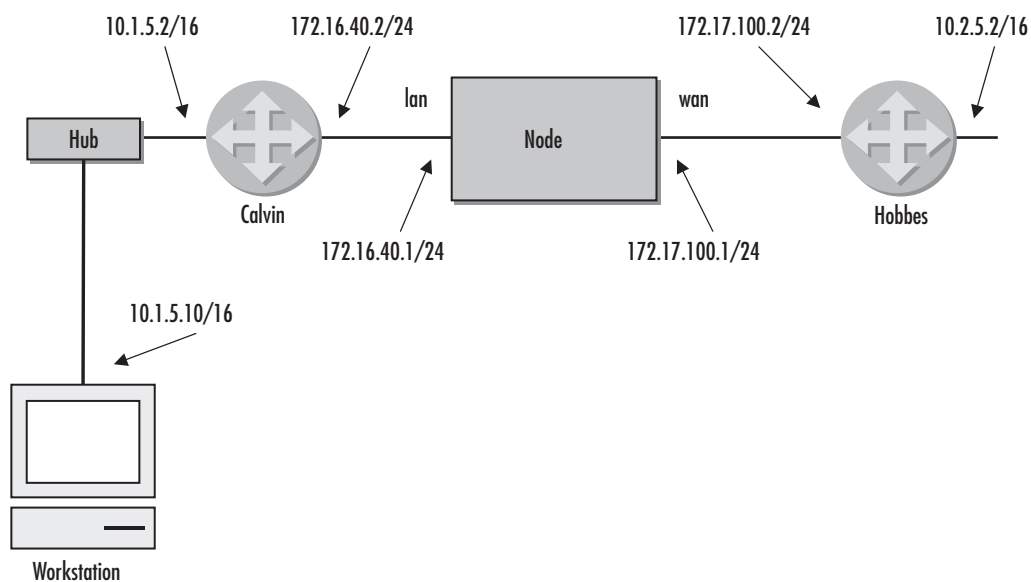 10.1.5.2/16
172.16.40.2/24
172.17.100.2/24
10.2.5.2/16
lan
wan
Hub
Node
Calvin
Hobbes
172.16.40.1/24
172.17.100.1/24
10.1.5.10/16
Workstation